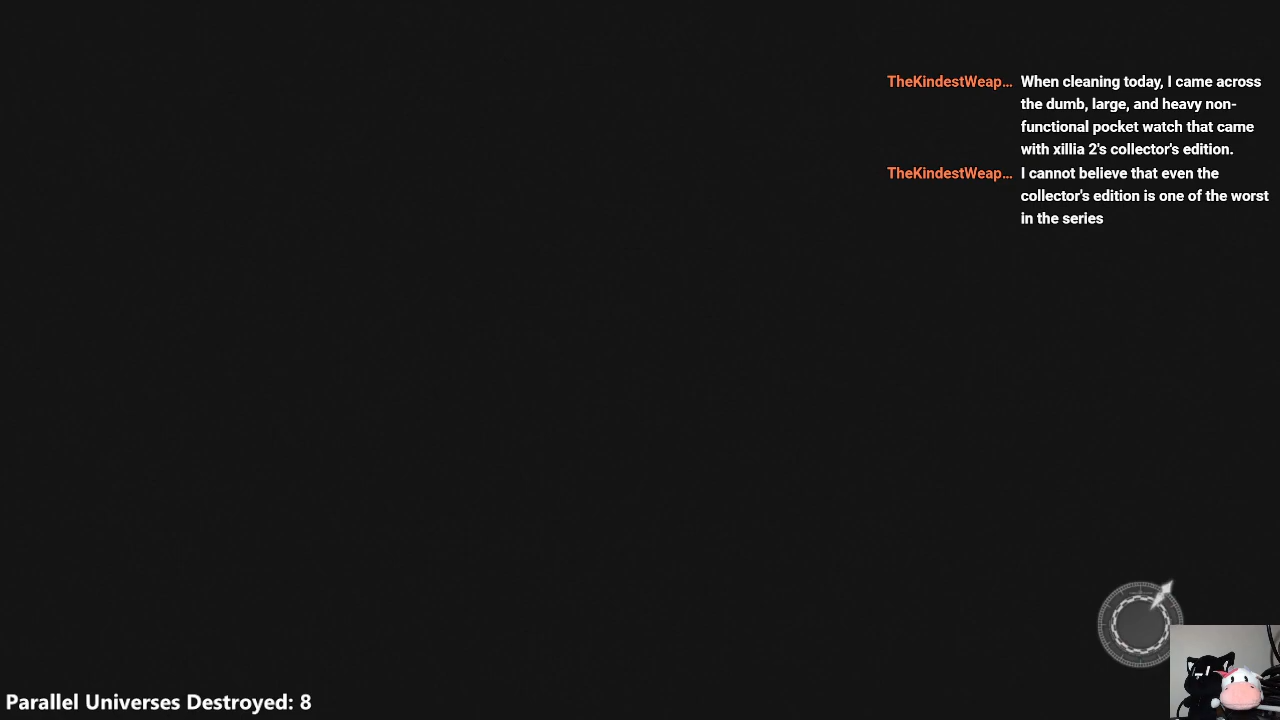 TheKindestWeap... When cleaning today, I came across
the dumb, large, and heavy non-
functional pocket watch that came
with xillia 2's collector's edition.
TheKindestWeap... I cannot believe that even the
collector's edition is one of the worst
in the series
Parallel Universes Destroyed: 8